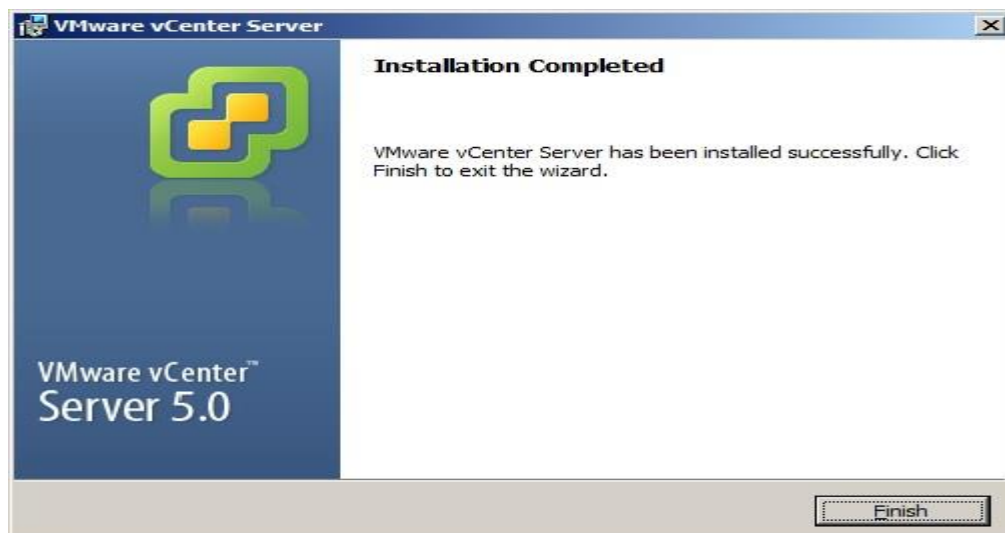 VMware vCenter Server
Installation Completed
VMware vCenter Server has been installed successfully. Click
Finish to exit the wizard.
VMware vCenter™
Server 5.0
Finish